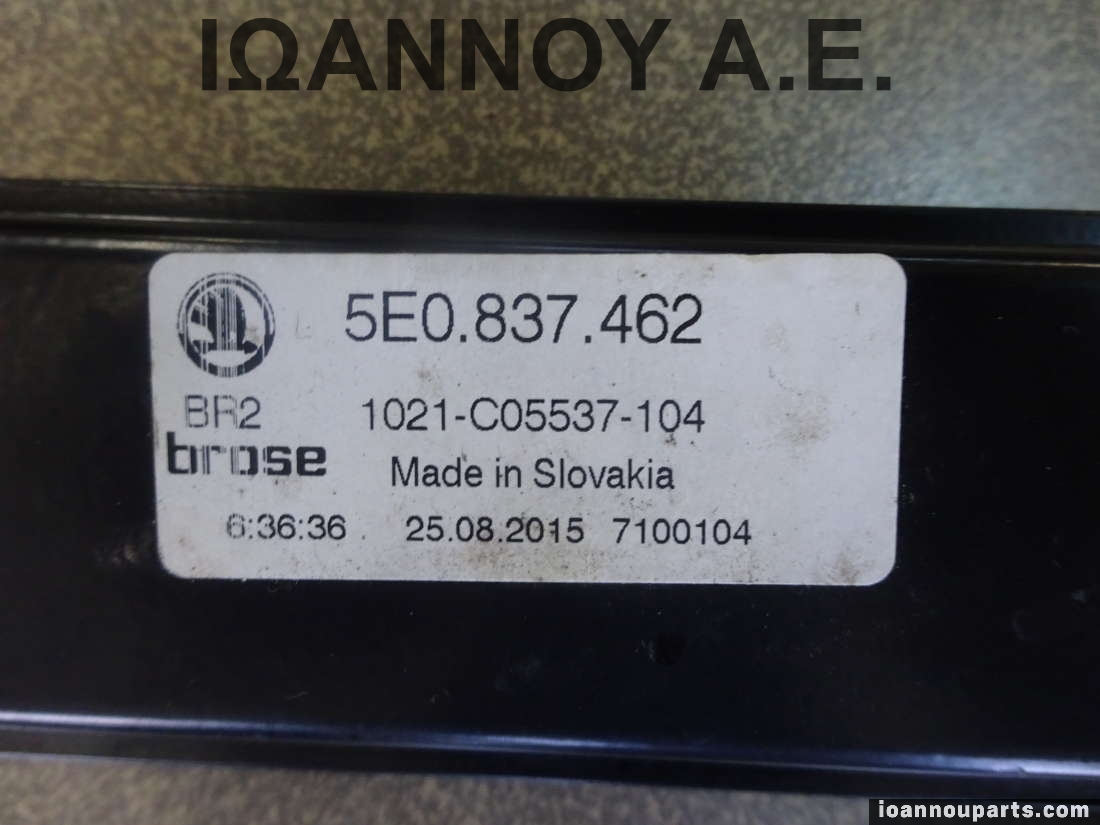 ΙΩΑΝΝΟΥ Α.Ε.
5E0.837.462
BR2 1021-C05537-104
brose Made in Slovakia
6:36:36 25.08.2015 7100104
ioannouparts.com